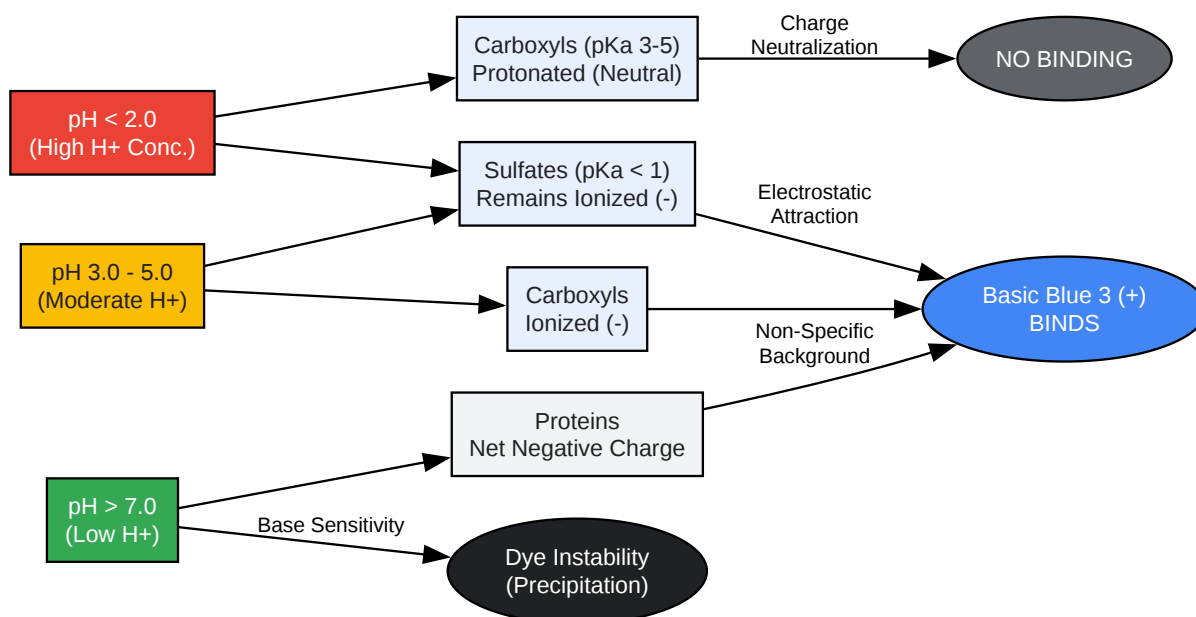 Carboxyls (pKa 3-5)
Protonated (Neutral)
Charge
Neutralization
NO BINDING
pH < 2.0
(High H+ Conc.)
Sulfates (pKa < 1)
Remains Ionized (-)
Electrostatic
Attraction
pH 3.0 - 5.0
(Moderate H+)
Carboxyls
Ionized (-)
Basic Blue 3 (+)
BINDS
Non-Specific
Background
Proteins
Net Negative Charge
pH > 7.0
(Low H+)
Base Sensitivity
Dye Instability
(Precipitation)